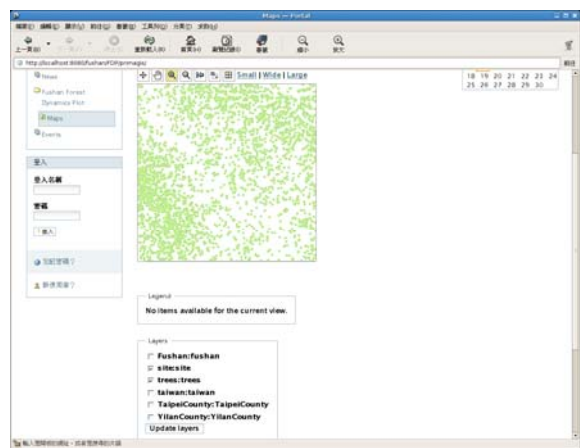 Maps — Portal
http://localhost:8080/fushan/FDP/prmaps/
News
Fushan Forest
Dynamics Plot
Maps
Events
Small | Wide | Large
18 19 20 21 22 23 24
25 26 27 28 29 30
登入
登入名稱
密碼
登入
忘記密碼？
新使用者？
Legend
No items available for the current view.
Layers
Fushan:fushan
site:site
trees:trees
taiwan:taiwan
TaipeiCounty:TaipeiCounty
YilanCounty:YilanCounty
Update layers